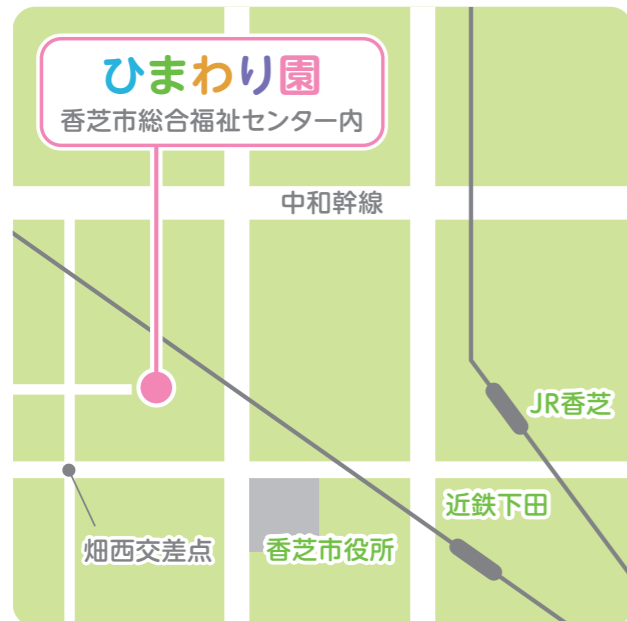 ひまわり園
香芝市総合福祉センター内
中和幹線
JR香芝
近鉄下田
畑西交差点
香芝市役所